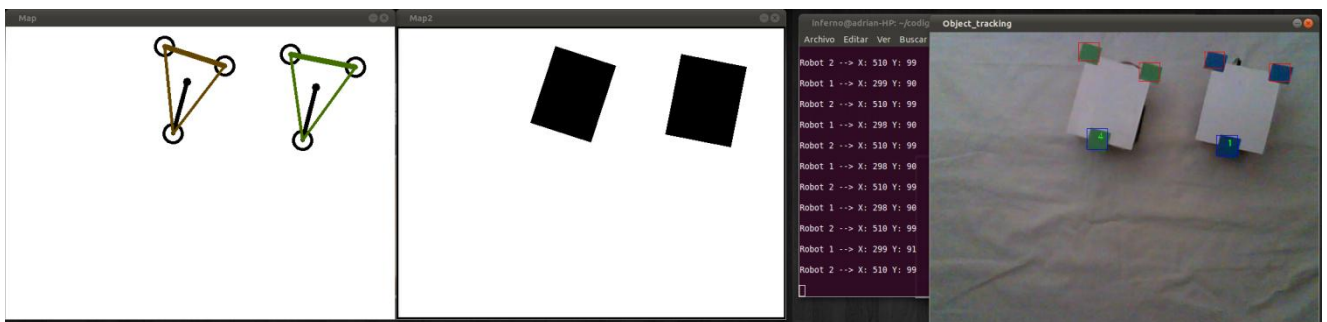 Map
Map2
inferno@adrian-HP: ~/codig
Archivo Editar Ver Buscar
Robot 2 --> X: 510 Y: 99
Robot 1 --> X: 299 Y: 90
Robot 2 --> X: 510 Y: 99
Robot 1 --> X: 298 Y: 90
Robot 2 --> X: 510 Y: 99
Robot 1 --> X: 298 Y: 90
Robot 2 --> X: 510 Y: 99
Robot 1 --> X: 298 Y: 90
Robot 2 --> X: 510 Y: 99
Robot 1 --> X: 299 Y: 91
Robot 2 --> X: 510 Y: 99
Object_tracking
4
1